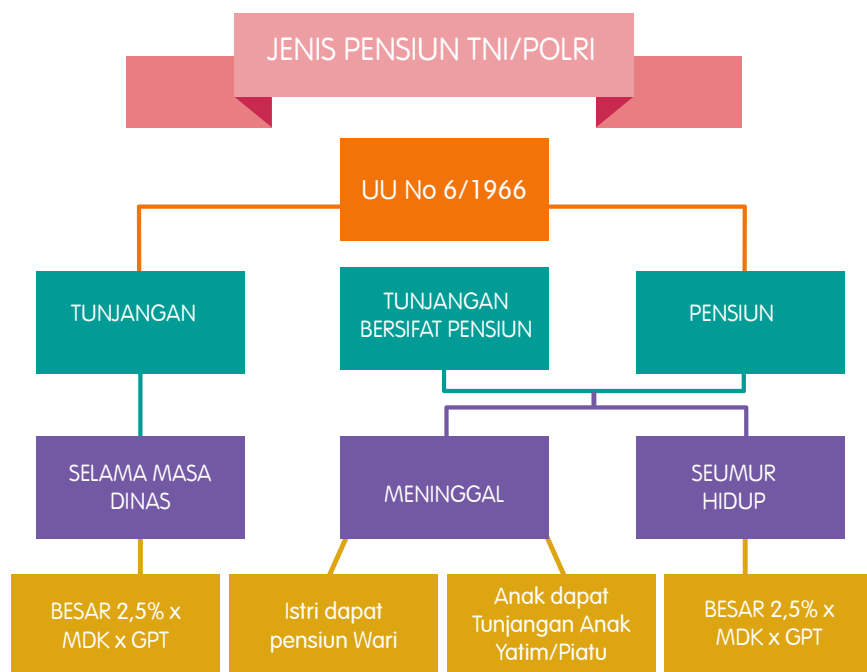 JENIS PENSIUN TNI/POLRI
UU No 6/1966
TUNJANGAN
TUNJANGAN
BERSIFAT PENSIUN
PENSIUN
SELAMA MASA
DINAS
MENINGGAL
SEUMUR
HIDUP
BESAR 2,5% x
MDK x GPT
Istri dapat
pensiun Wari
Anak dapat
Tunjangan Anak
Yatim/Piatu
BESAR 2,5% x
MDK x GPT